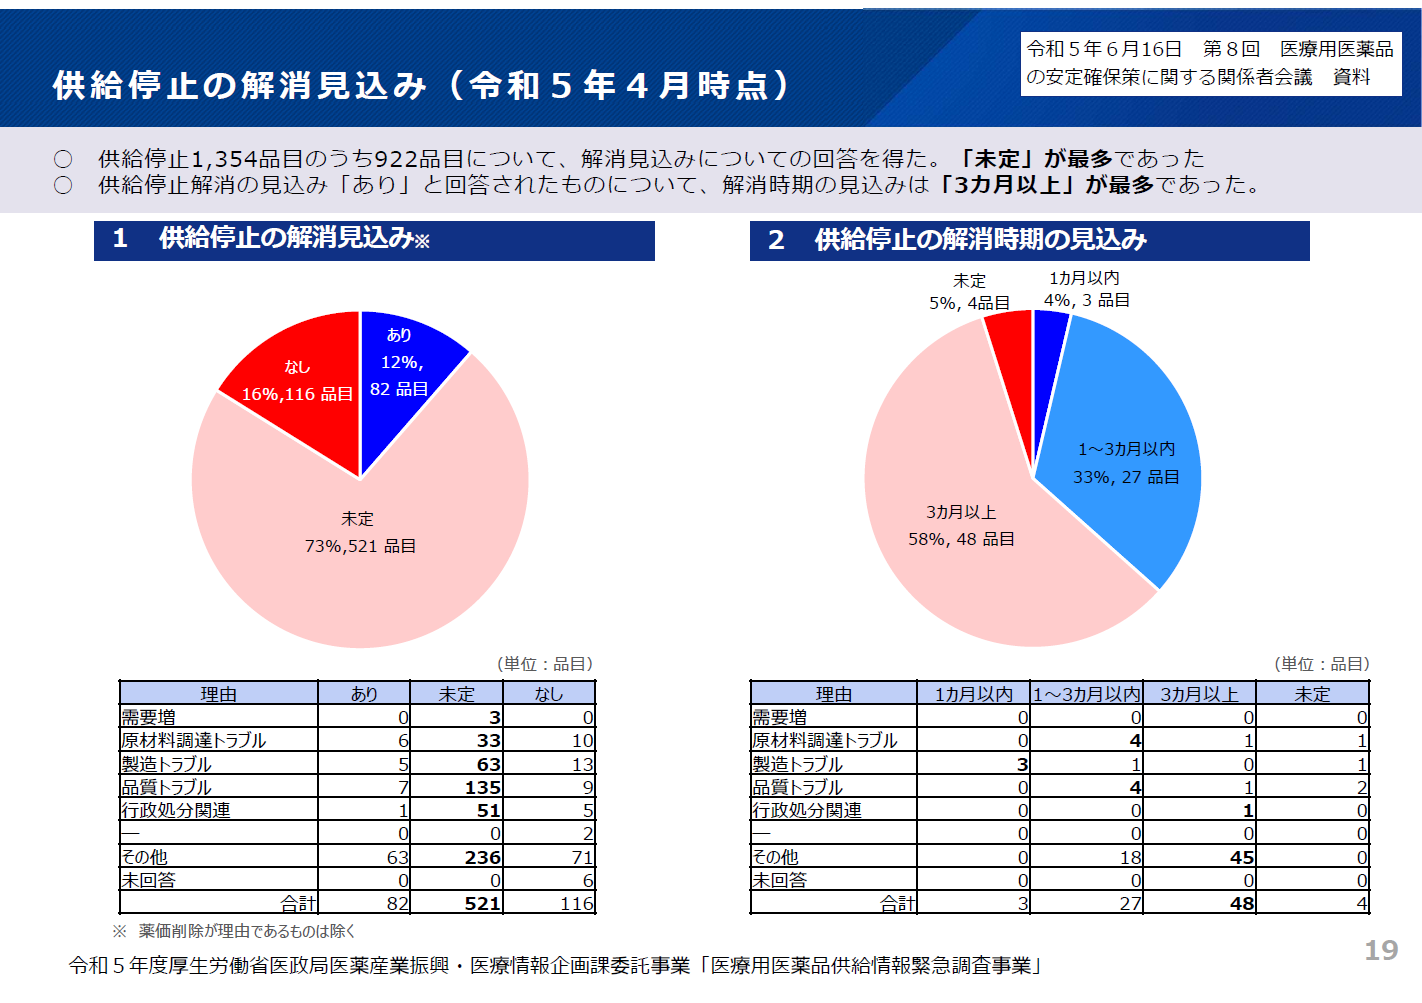 供給停止の解消見込み（令和５年４月時点）
令和５年６月16日　第８回　医療用医薬品
の安定確保策に関する関係者会議　資料
○　供給停止1,354品目のうち922品目について、解消見込みについての回答を得た。「未定」が最多であった
○　供給停止解消の見込み「あり」と回答されたものについて、解消時期の見込みは「3カ月以上」が最多であった。
1　供給停止の解消見込み※
あり
12%,
82 品目
なし
16%,116 品目
未定
73%,521 品目
（単位：品目）
理由 あり 未定 なし
需要増 0 3 0
原材料調達トラブル 6 33 10
製造トラブル 5 63 13
品質トラブル 7 135 9
行政処分関連 1 51 5
― 0 0 2
その他 63 236 71
未回答 0 0 6
合計 82 521 116
※　薬価削除が理由であるものは除く
2　供給停止の解消時期の見込み
未定
5%, 4品目
1カ月以内
4%, 3 品目
1～3カ月以内
33%, 27 品目
3カ月以上
58%, 48 品目
（単位：品目）
理由 1カ月以内 1～3カ月以内 3カ月以上 未定
需要増 0 0 0 0
原材料調達トラブル 0 4 1 1
製造トラブル 3 1 0 1
品質トラブル 0 4 1 2
行政処分関連 0 0 1 0
― 0 0 0 0
その他 0 18 45 0
未回答 0 0 0 0
合計 3 27 48 4
令和５年度厚生労働省医政局医薬産業振興・医療情報企画課委託事業「医療用医薬品供給情報緊急調査事業」
19